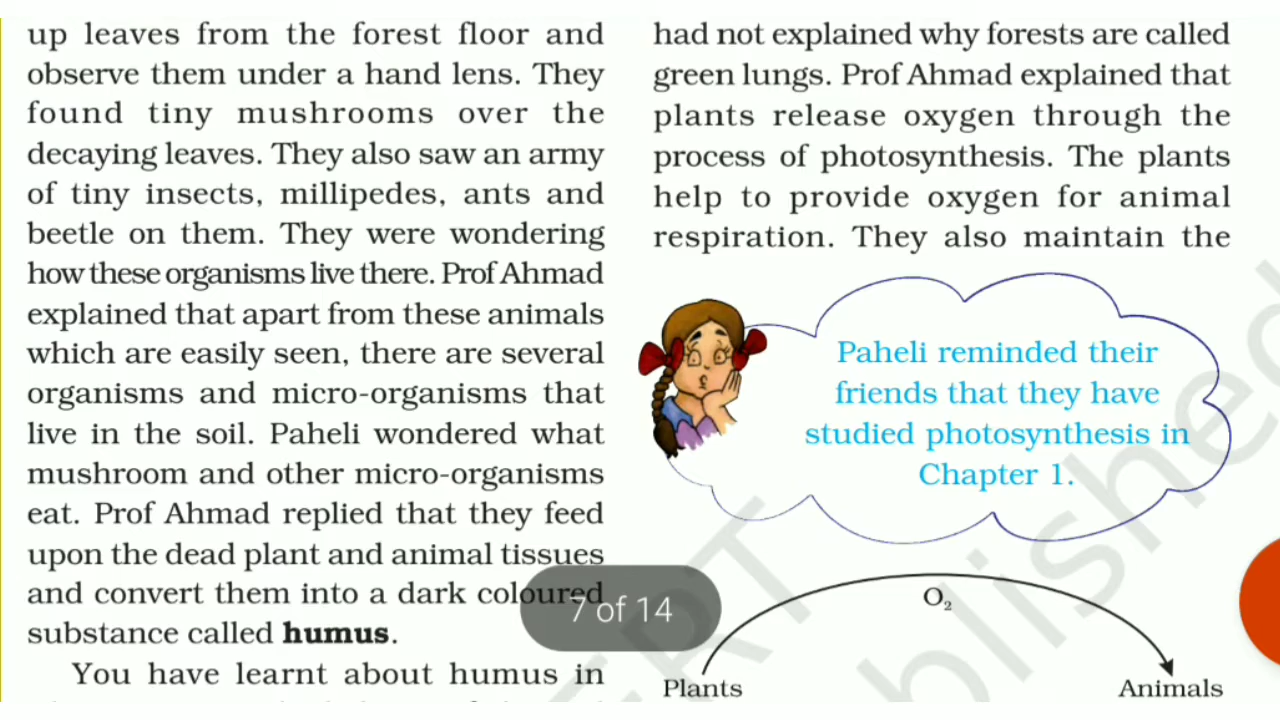 up leaves from the forest floor and
observe them under a hand lens. They
found tiny mushrooms over the
decaying leaves. They also saw an army
of tiny insects, millipedes, ants and
beetle on them. They were wondering
how these organisms live there. Prof Ahmad
explained that apart from these animals
which are easily seen, there are several
organisms and micro-organisms that
live in the soil. Paheli wondered what
mushroom and other micro-organisms
eat. Prof Ahmad replied that they feed
upon the dead plant and animal tissues
and convert them into a dark coloured
substance called humus.
You have learnt about humus in
had not explained why forests are called
green lungs. Prof Ahmad explained that
plants release oxygen through the
process of photosynthesis. The plants
help to provide oxygen for animal
respiration. They also maintain the
Paheli reminded their
friends that they have
studied photosynthesis in
Chapter 1.
O₂
Plants
Animals
7 of 14